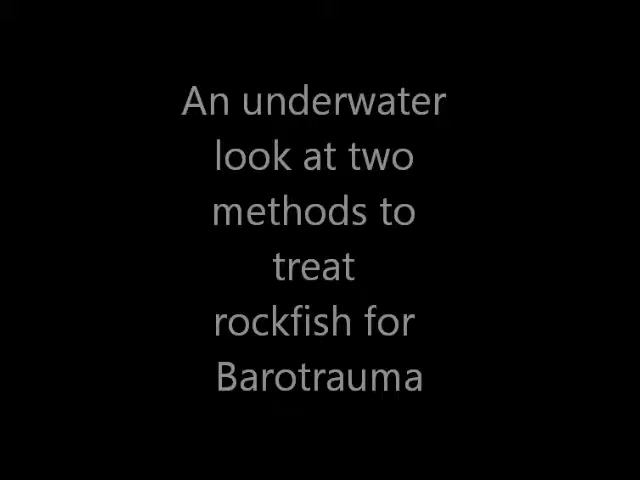 An underwater
look at two
methods to
treat
rockfish for
Barotrauma